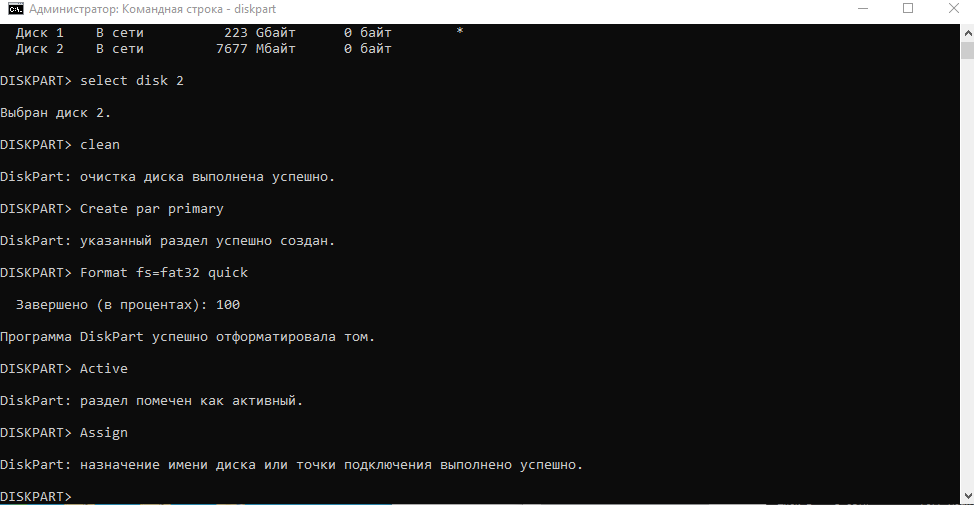 Администратор: Командная строка - diskpart
Диск 1 В сети 223 Gбайт 0 байт *
Диск 2 В сети 7677 Mбайт 0 байт
DISKPART> select disk 2
Выбран диск 2.
DISKPART> clean
DiskPart: очистка диска выполнена успешно.
DISKPART> Create par primary
DiskPart: указанный раздел успешно создан.
DISKPART> Format fs=fat32 quick
Завершено (в процентах): 100
Программа DiskPart успешно отформатировала том.
DISKPART> Active
DiskPart: раздел помечен как активный.
DISKPART> Assign
DiskPart: назначение имени диска или точки подключения выполнено успешно.
DISKPART>